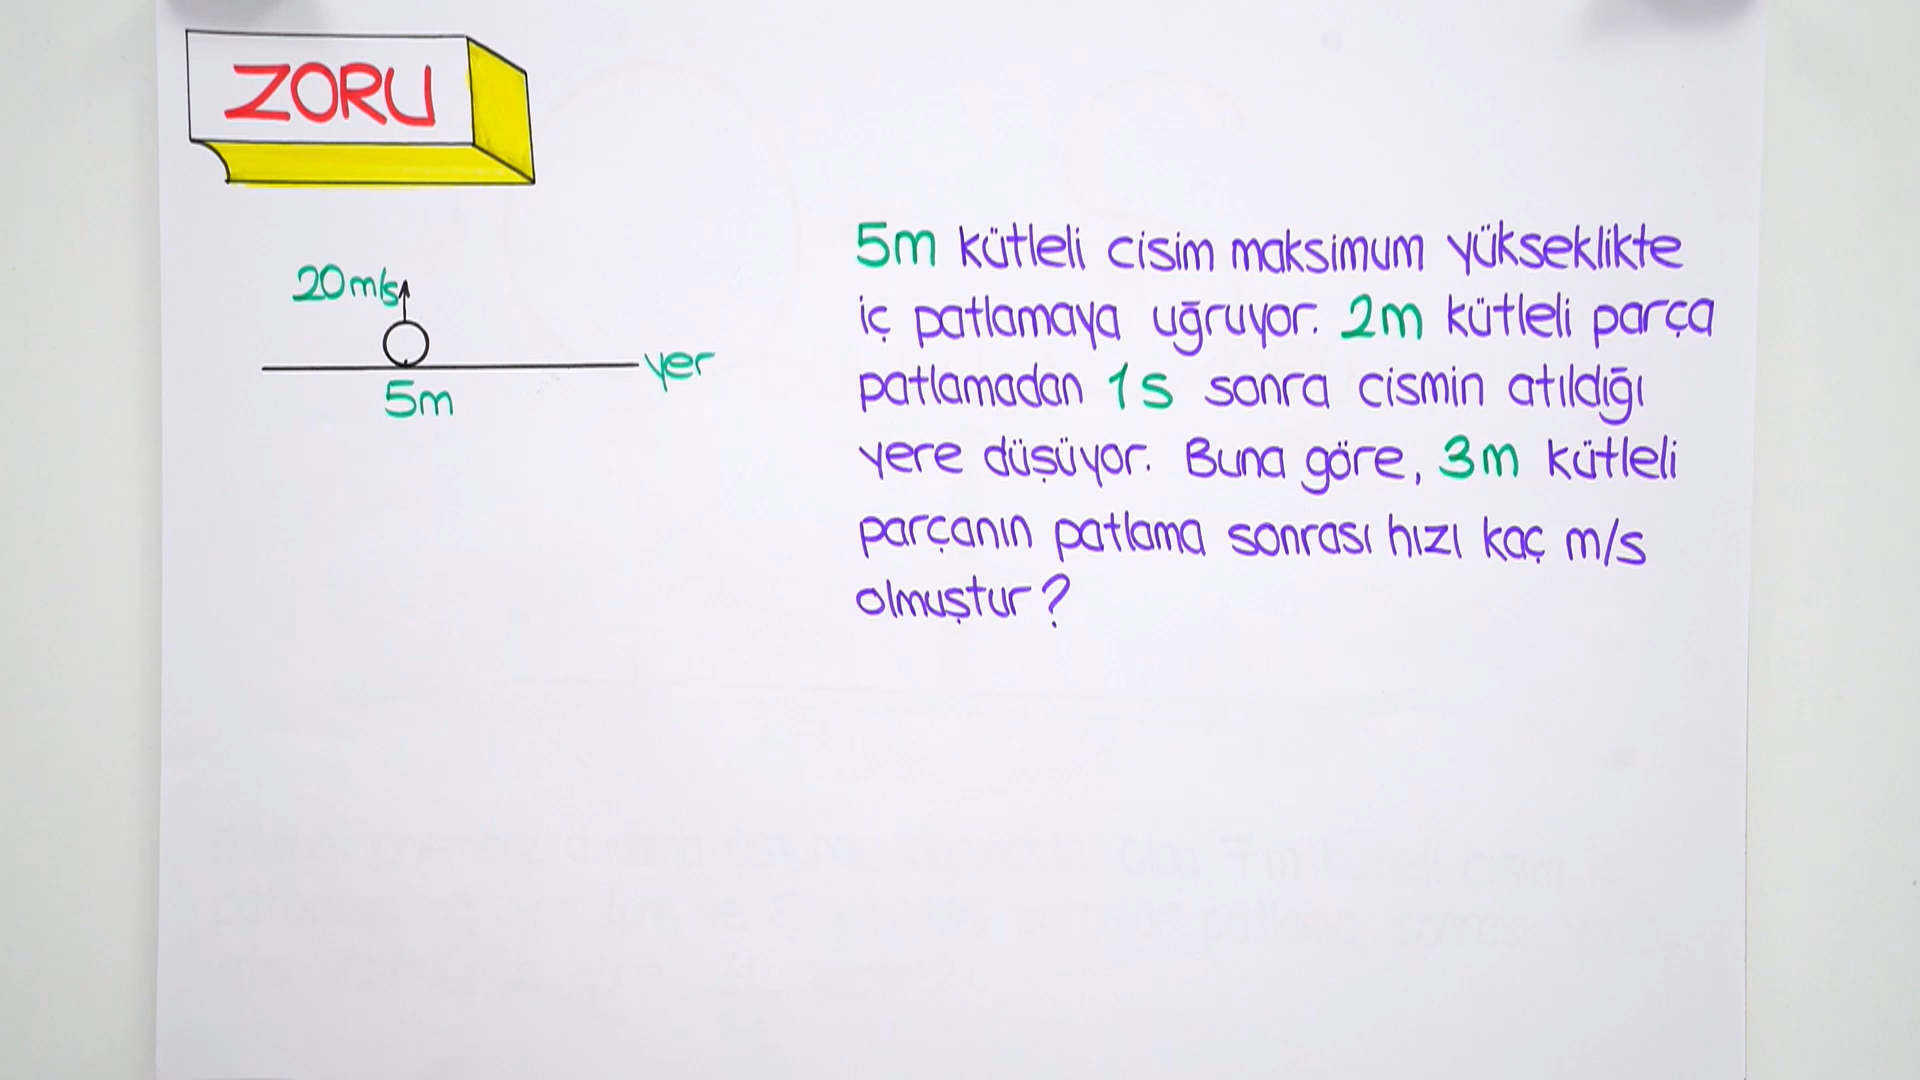 ZORU
20 m/s
yer
5m
5m kütleli cisim maksimum yükseklikte
iç patlamaya uğruyor. 2m kütleli parça
patlamadan 1s sonra cismin atıldığı
yere düşüyor. Buna göre, 3m kütleli
parçanın patlama sonrası hızı kaç m/s
olmuştur?